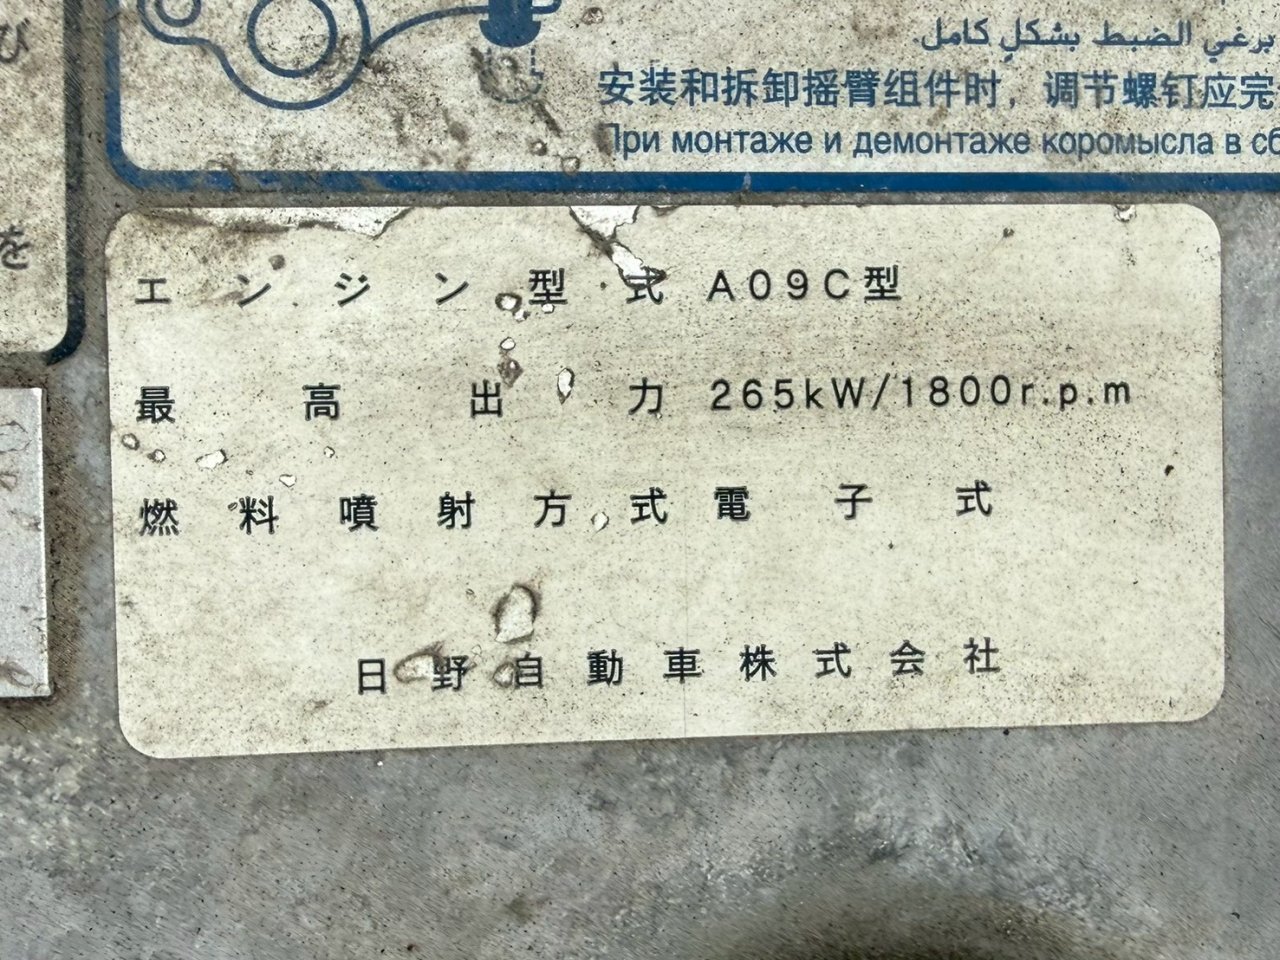 び
を
برغي الضبط بشكل كامل.
安装和拆卸摇臂组件时，调节螺钉应完
При монтаже и демонтаже коромысла в сб
エンジン型式 A09C型
最高出力 265kW/1800r.p.m
燃料噴射方式 電子式
日野自動車株式会社